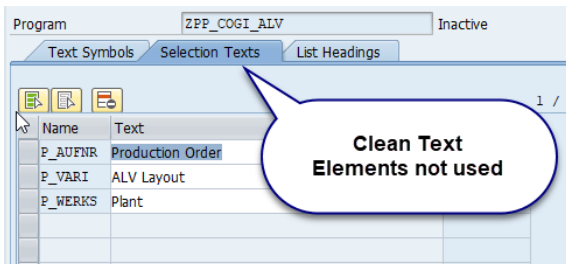 Program ZPP_COGI_ALV Inactive
Text Symbols Selection Texts List Headings
1 /
Name Text
P_AUFNR Production Order
P_VARI ALV Layout
P_WERKS Plant
Clean Text
Elements not used